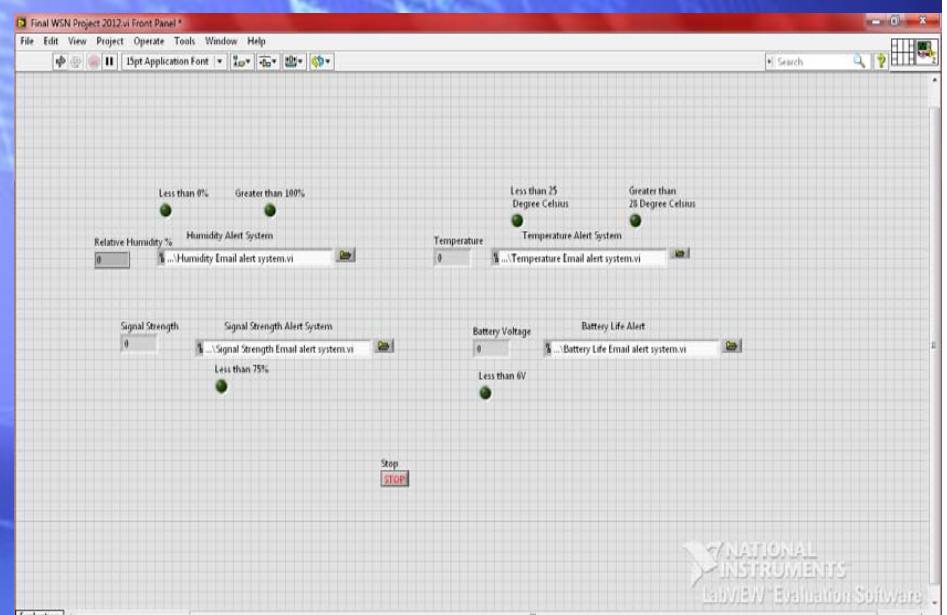 Final WSN Project 2012.vi Front Panel *
File Edit View Project Operate Tools Window Help
15pt Application Font
Search
Less than 0% Greater than 100%
Less than 25 Degree Celsius
Greater than 28 Degree Celsius
Humidity Alert System
Relative Humidity %
0
...\Humidity Email alert system.vi
Temperature Alert System
Temperature
0
...\Temperature Email alert system.vi
Signal Strength
0
Signal Strength Alert System
...\Signal Strength Email alert system.vi
Less than 75%
Battery Voltage
0
Battery Life Alert
...\Battery Life Email alert system.vi
Less than 6V
Stop
STOP
NATIONAL
INSTRUMENTS
LabVIEW Evaluation Software